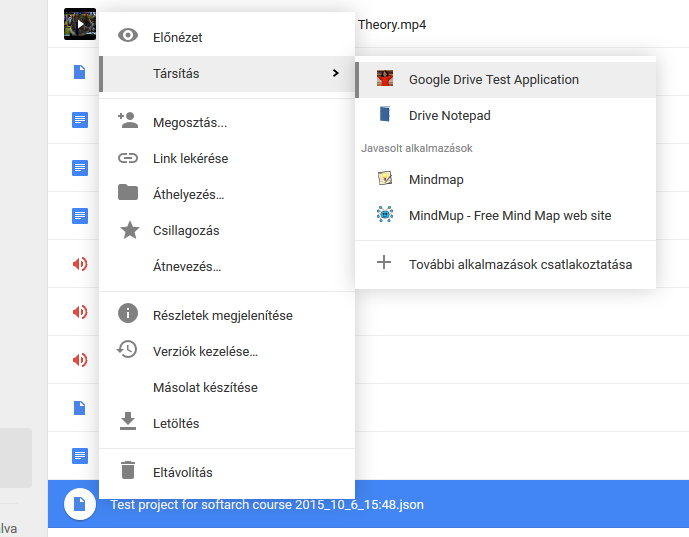 Theory.mp4
Előnézet
Társítás
Google Drive Test Application
Drive Notepad
Javasolt alkalmazások
Mindmap
MindMup - Free Mind Map web site
További alkalmazások csatlakoztatása
Megosztás...
Link lekérése
Áthelyezés...
Csillagozás
Átnevezés...
Részletek megjelenítése
Verziók kezelése...
Másolat készítése
Letöltés
Eltávolítás
Test project for softarch course 2015_10_6_15:48.json
lva